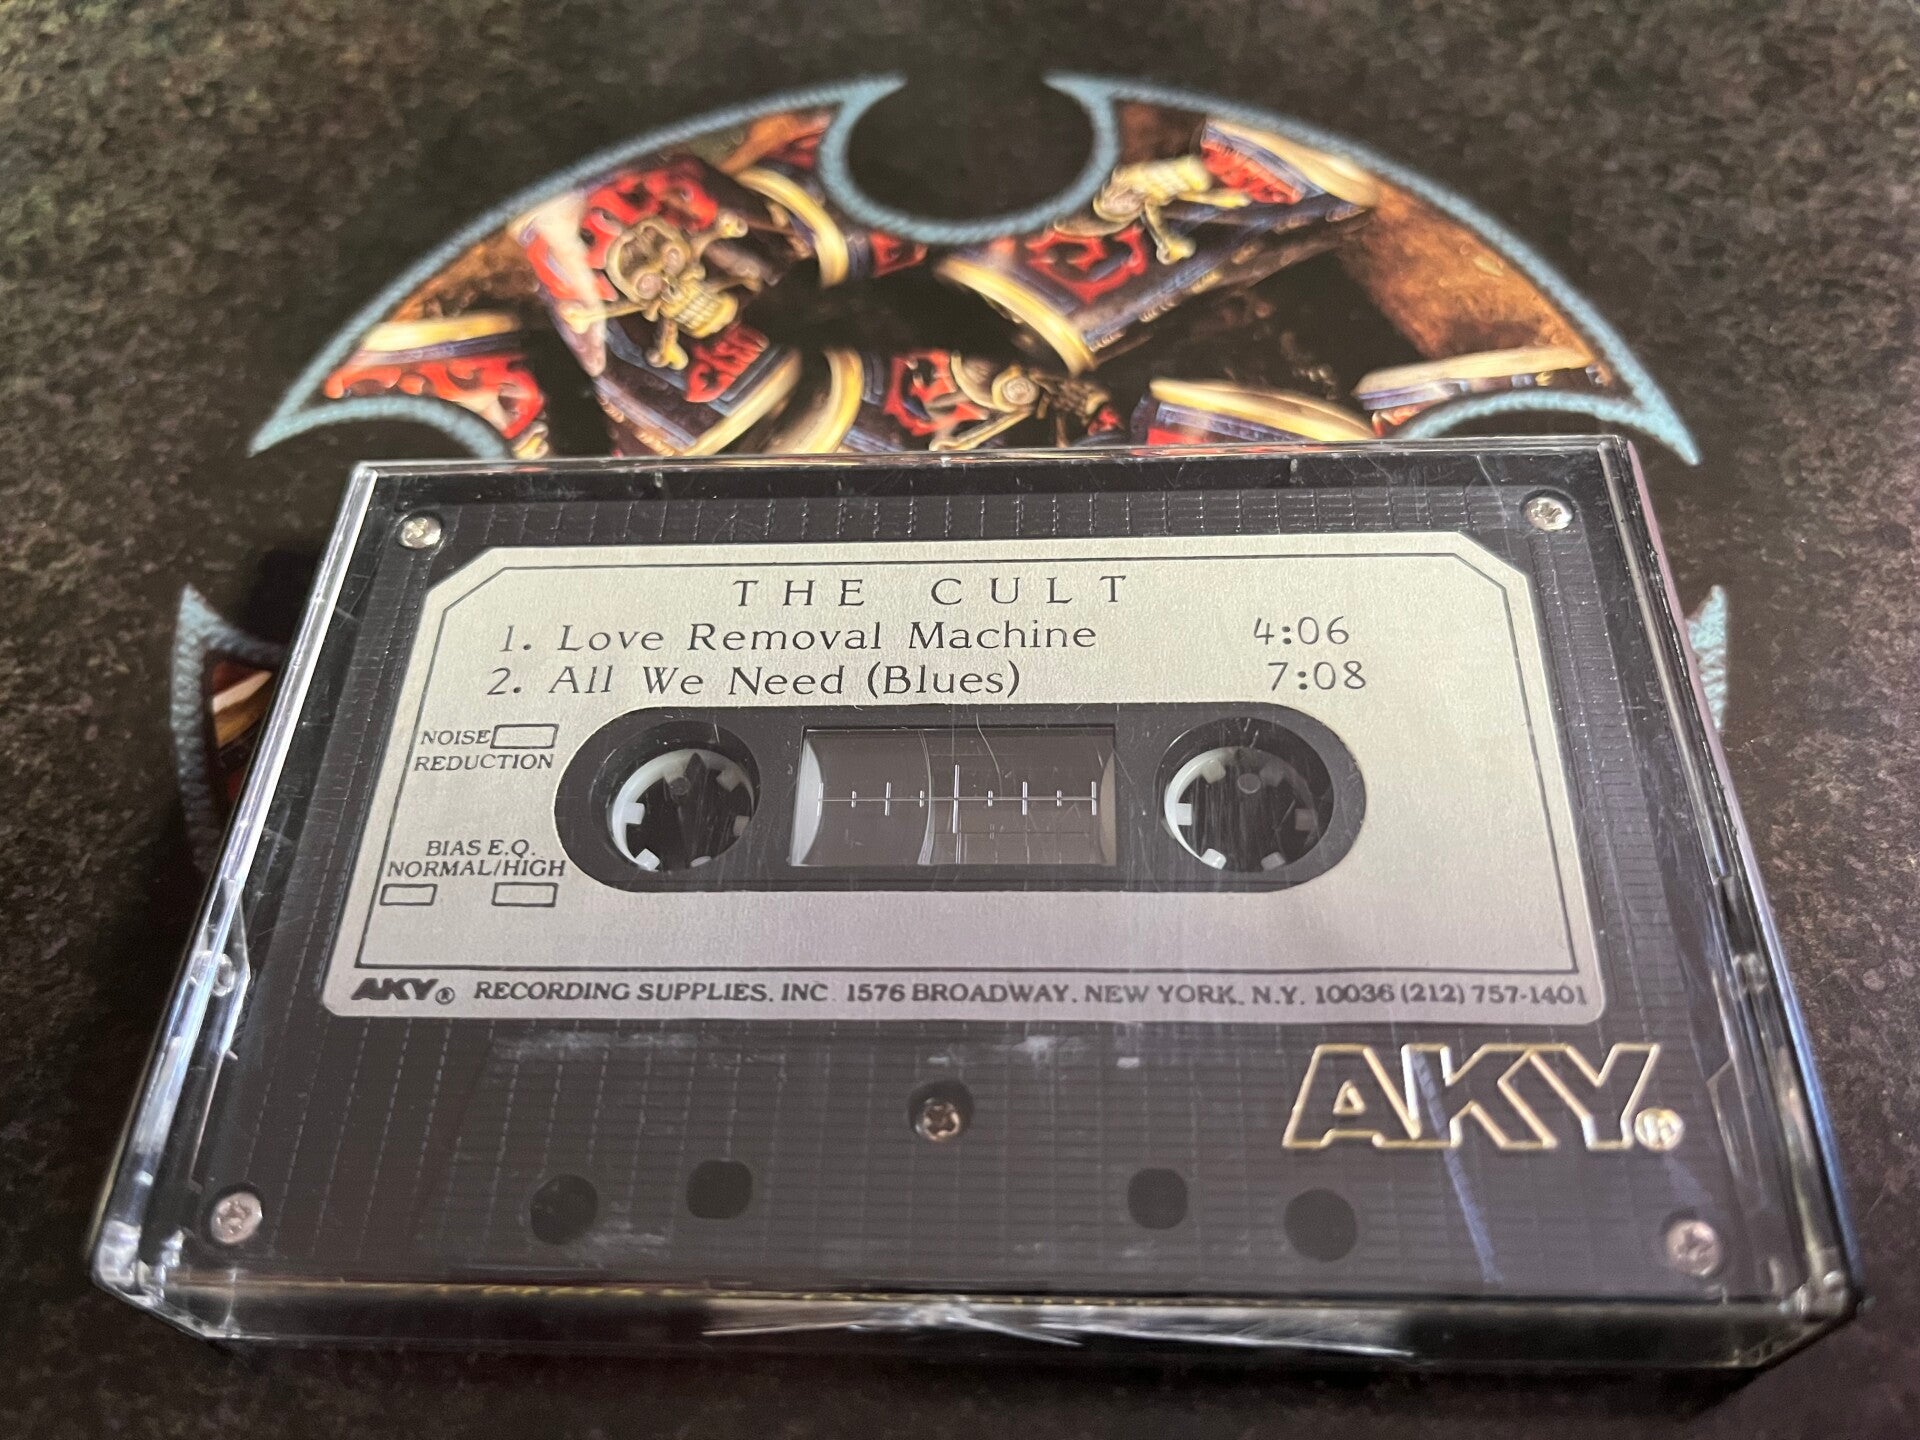 THE CULT
1. Love Removal Machine 4:06
2. All We Need (Blues) 7:08
NOISE
REDUCTION
BIAS E.Q.
NORMAL/HIGH
AKY® RECORDING SUPPLIES, INC. 1576 BROADWAY, NEW YORK, N.Y. 10036 (212) 757-1401
AKY®